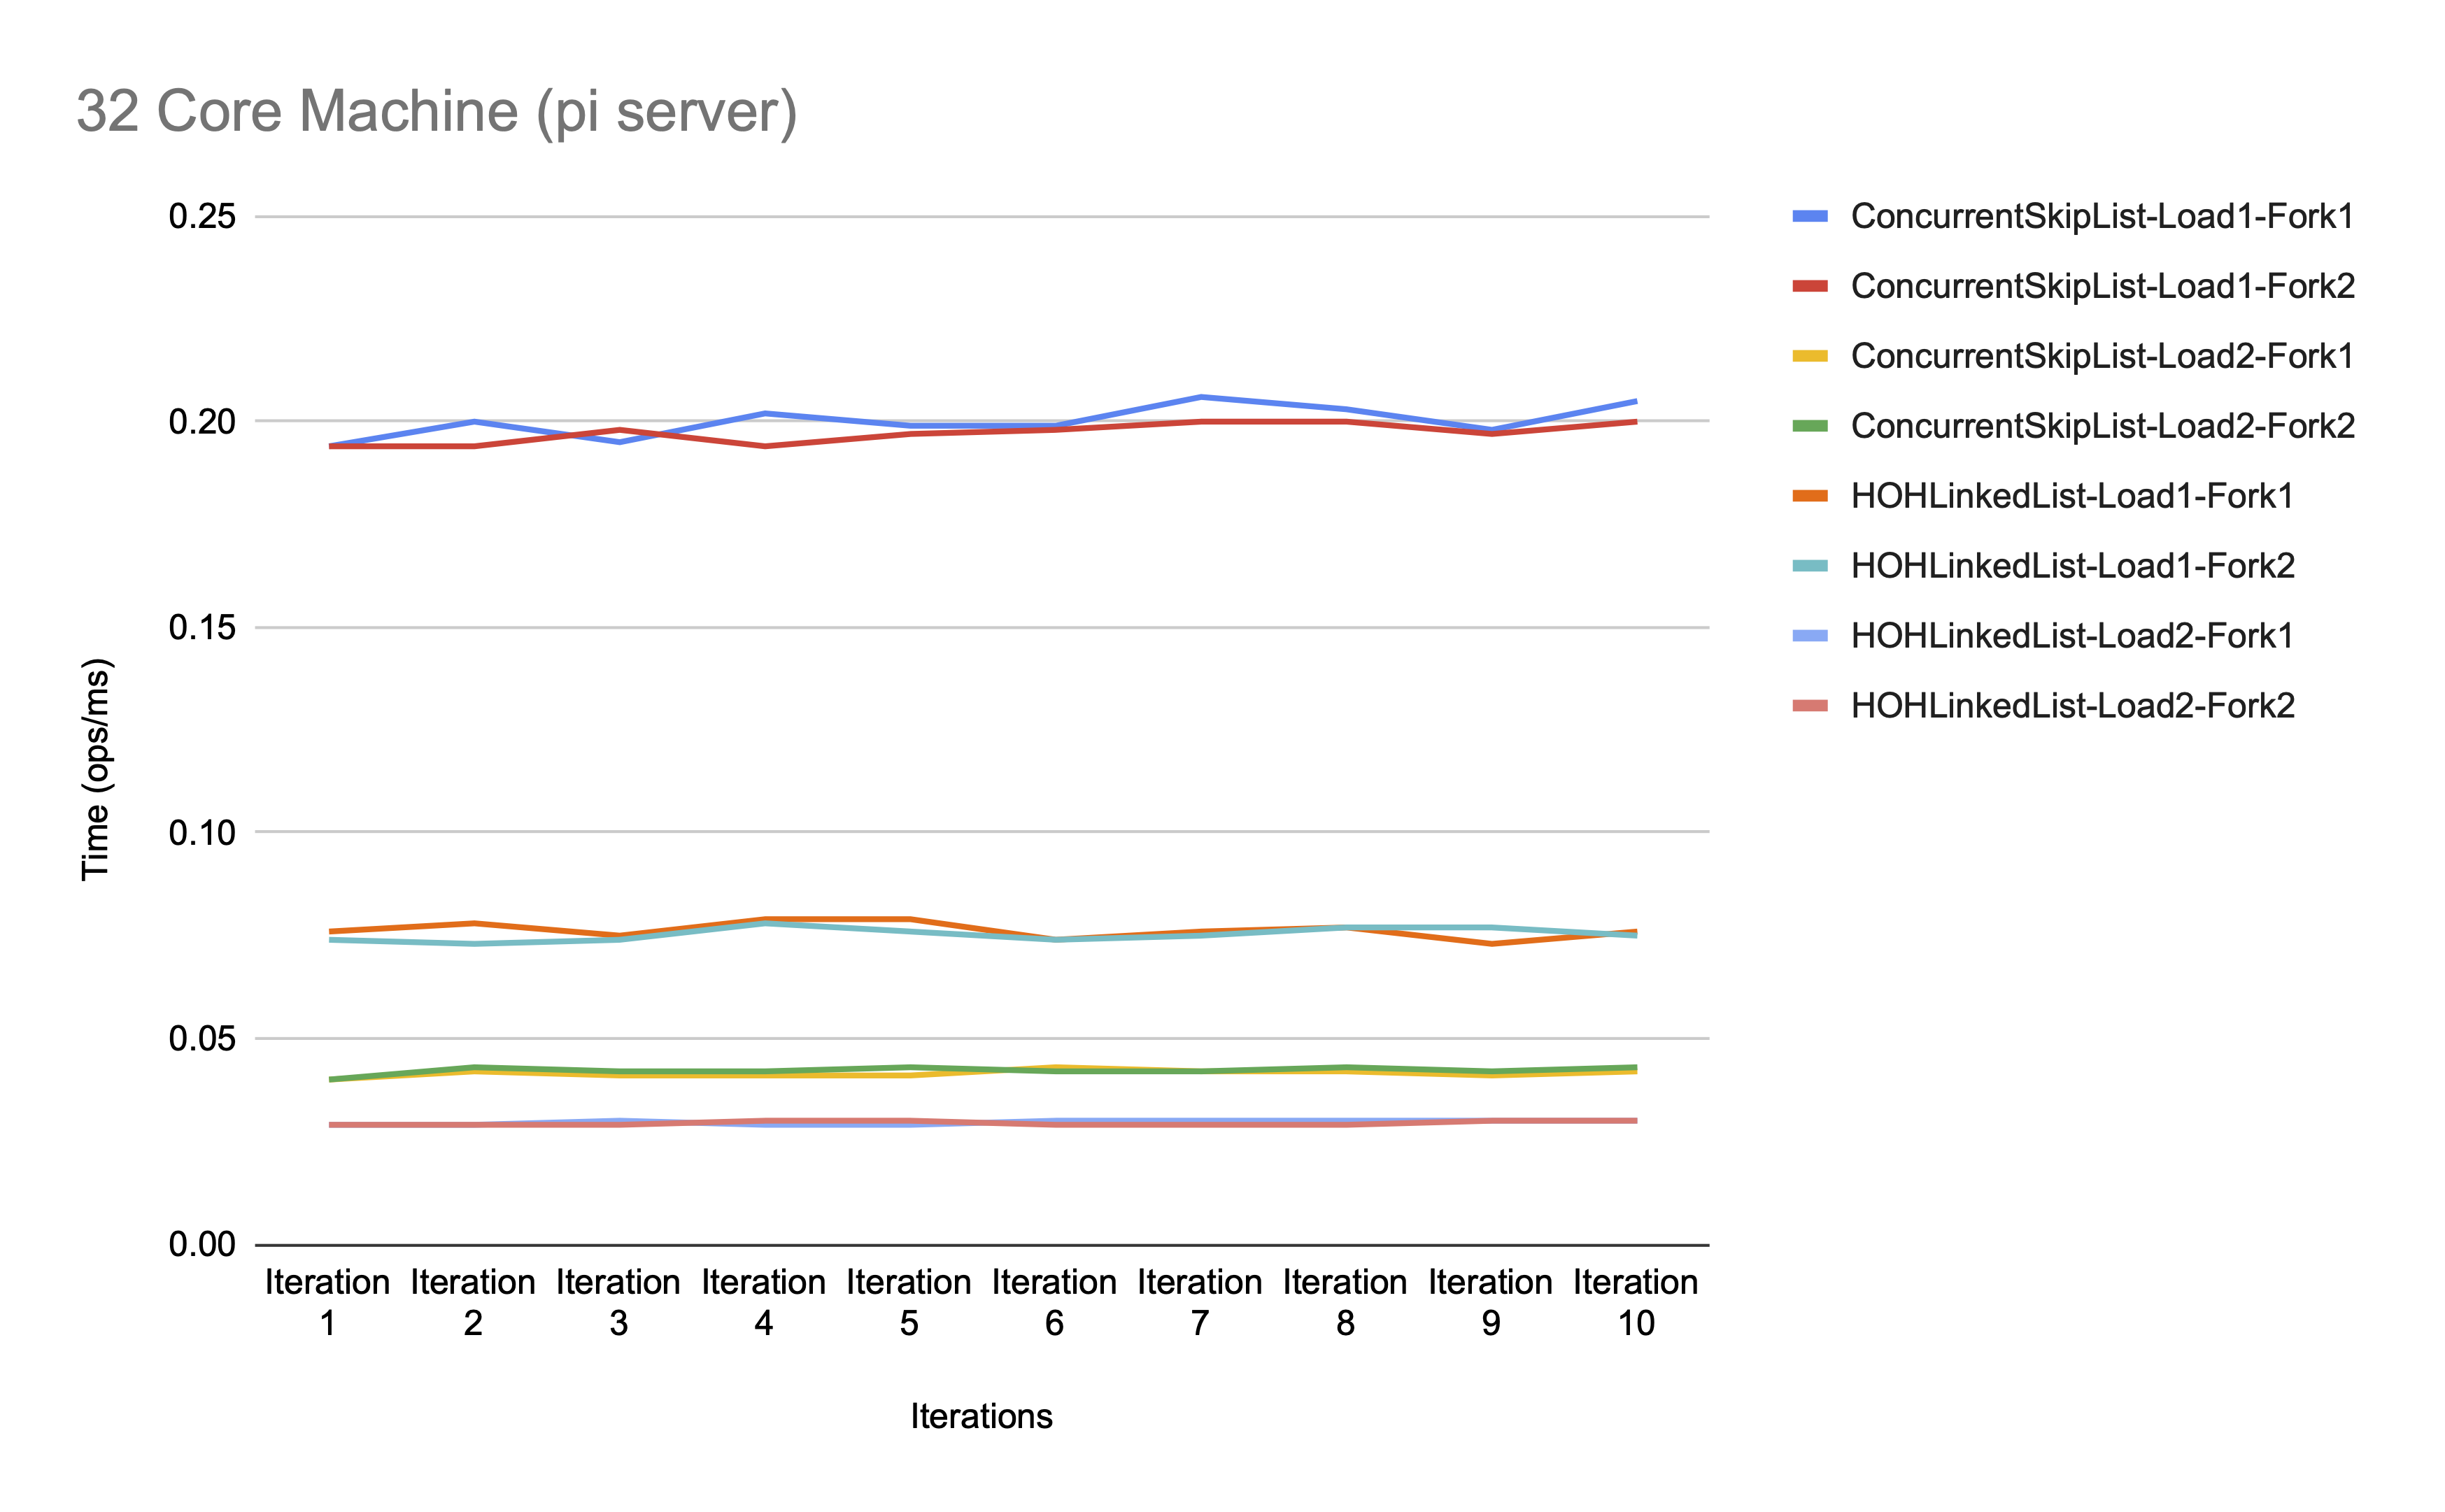 32 Core Machine (pi server)
0.25
0.20
0.15
0.10
0.05
0.00
Time (ops/ms)
Iteration 1
Iteration 2
Iteration 3
Iteration 4
Iteration 5
Iteration 6
Iteration 7
Iteration 8
Iteration 9
Iteration 10
Iterations
ConcurrentSkipList-Load1-Fork1
ConcurrentSkipList-Load1-Fork2
ConcurrentSkipList-Load2-Fork1
ConcurrentSkipList-Load2-Fork2
HOHLinkedList-Load1-Fork1
HOHLinkedList-Load1-Fork2
HOHLinkedList-Load2-Fork1
HOHLinkedList-Load2-Fork2